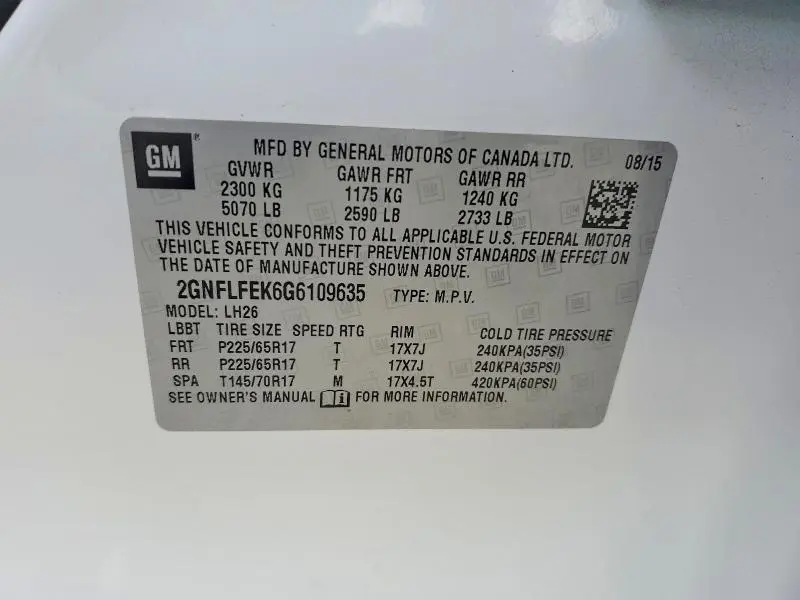 GM ® MFD BY GENERAL MOTORS OF CANADA LTD. 08/15
GVWR GAWR FRT GAWR RR
2300 KG 1175 KG 1240 KG
5070 LB 2590 LB 2733 LB
THIS VEHICLE CONFORMS TO ALL APPLICABLE U.S. FEDERAL MOTOR
VEHICLE SAFETY AND THEFT PREVENTION STANDARDS IN EFFECT ON
THE DATE OF MANUFACTURE SHOWN ABOVE.
2GNFLFEK6G6109635 TYPE: M.P.V.
MODEL: LH26
LBBT TIRE SIZE SPEED RTG RIM COLD TIRE PRESSURE
FRT P225/65R17 T 17X7J 240KPA(35PSI)
RR P225/65R17 T 17X7J 240KPA(35PSI)
SPA T145/70R17 M 17X4.5T 420KPA(60PSI)
SEE OWNER'S MANUAL i FOR MORE INFORMATION.